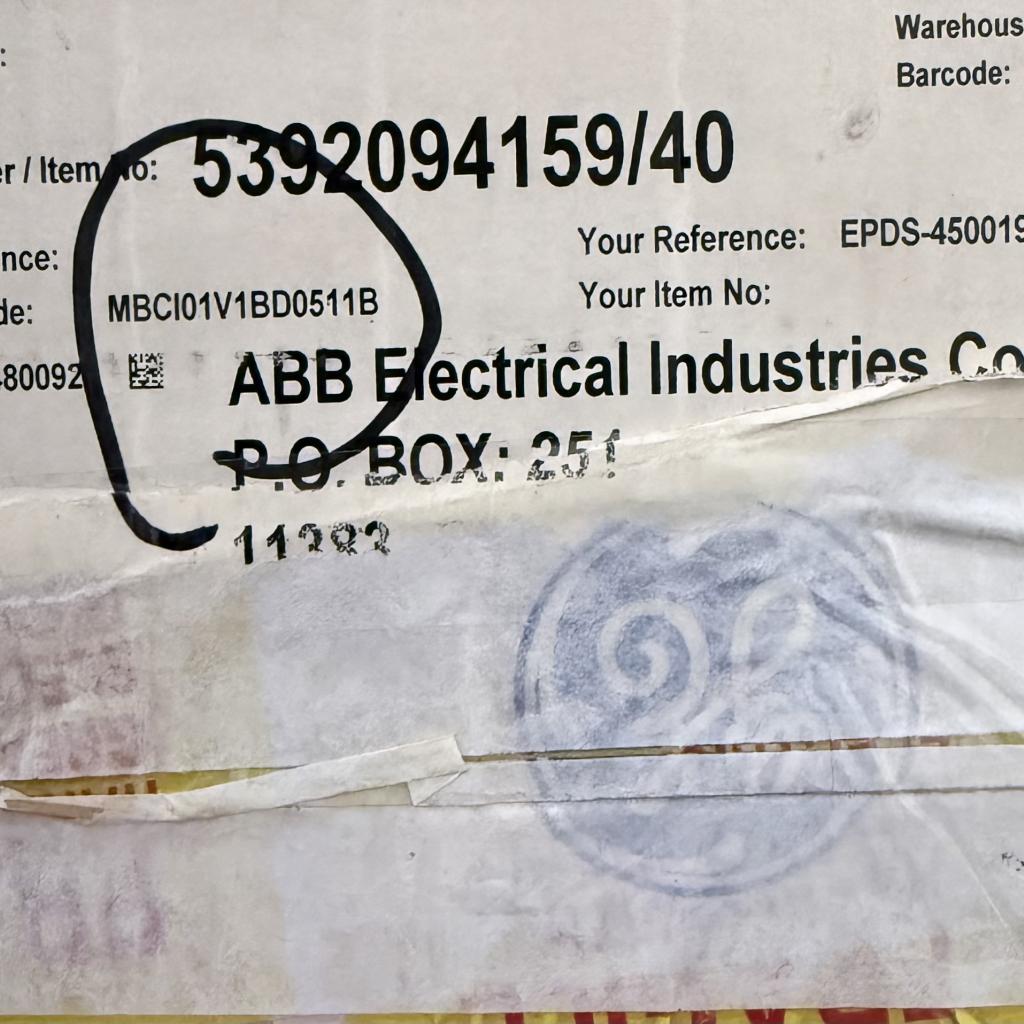 Warehous
Barcode:
:
er / Item No: 5392094159/40
nce:
Your Reference: EPDS-450019
de: MBCI01V1BD0511B
Your Item No:
80092
ABB Electrical Industries Co
P.O. BOX: 251